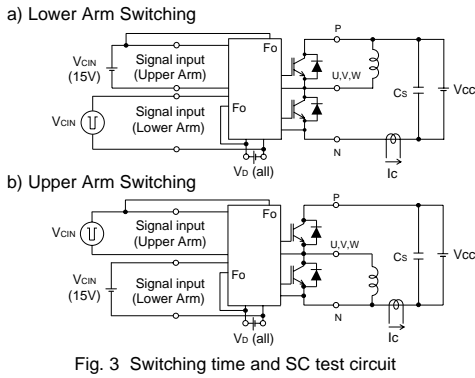 a) Lower Arm Switching
P
Fo
VCIN
(15V)
Signal input
(Upper Arm)
U,V,W
CS
VCC
VCIN
Signal input
(Lower Arm)
Fo
N
VD (all)
Ic
b) Upper Arm Switching
P
Fo
VCIN
Signal input
(Upper Arm)
U,V,W
CS
VCC
VCIN
(15V)
Signal input
(Lower Arm)
Fo
N
VD (all)
Ic
Fig. 3 Switching time and SC test circuit